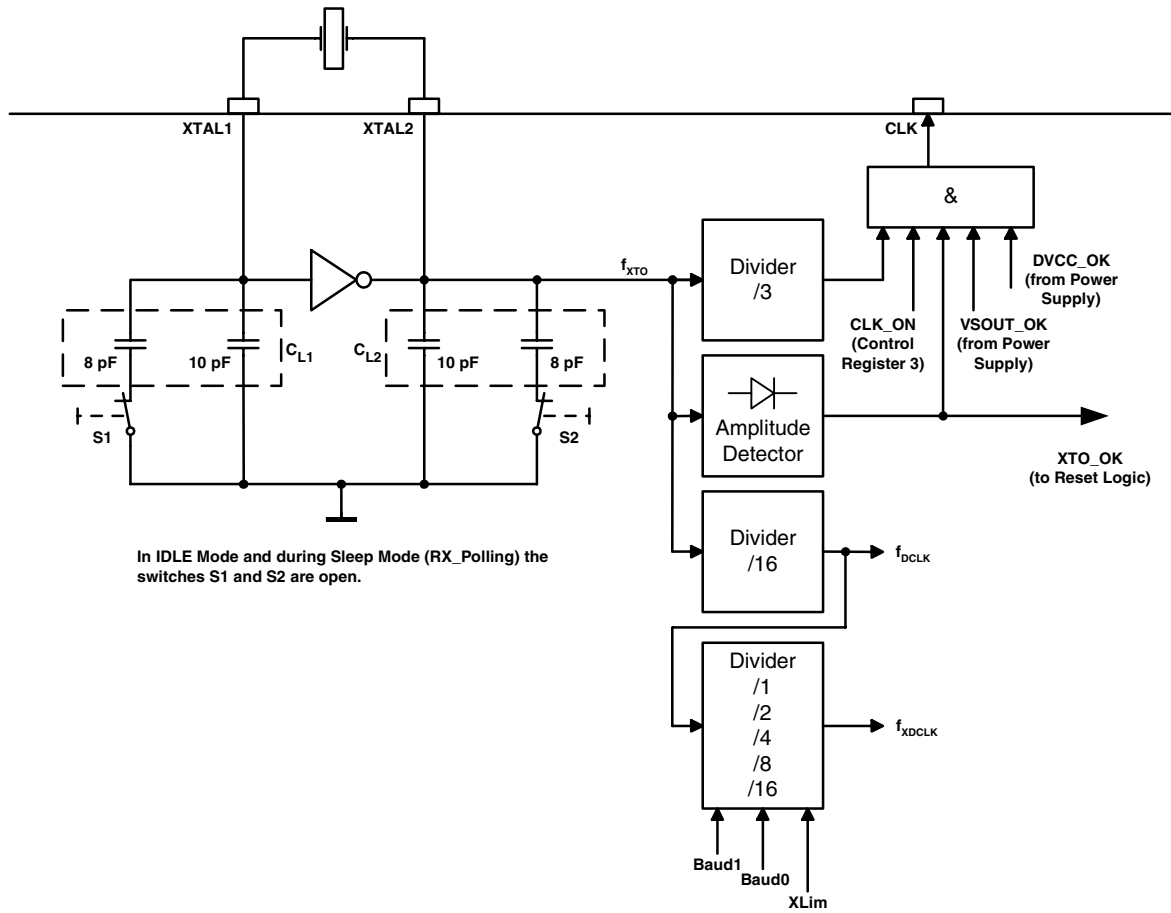 XTAL1
XTAL2
CLK
&
DVCC_OK
(from Power
Supply)
fXTO
Divider
/3
CLK_ON
(Control
Register 3)
VSOUT_OK
(from Power
Supply)
8 pF
10 pF
CL1
CL2
10 pF
8 pF
S1
S2
Amplitude
Detector
XTO_OK
(to Reset Logic)
In IDLE Mode and during Sleep Mode (RX_Polling) the
switches S1 and S2 are open.
Divider
/16
fDCLK
Divider
/1
/2
/4
/8
/16
fXDCLK
Baud1
Baud0
XLim